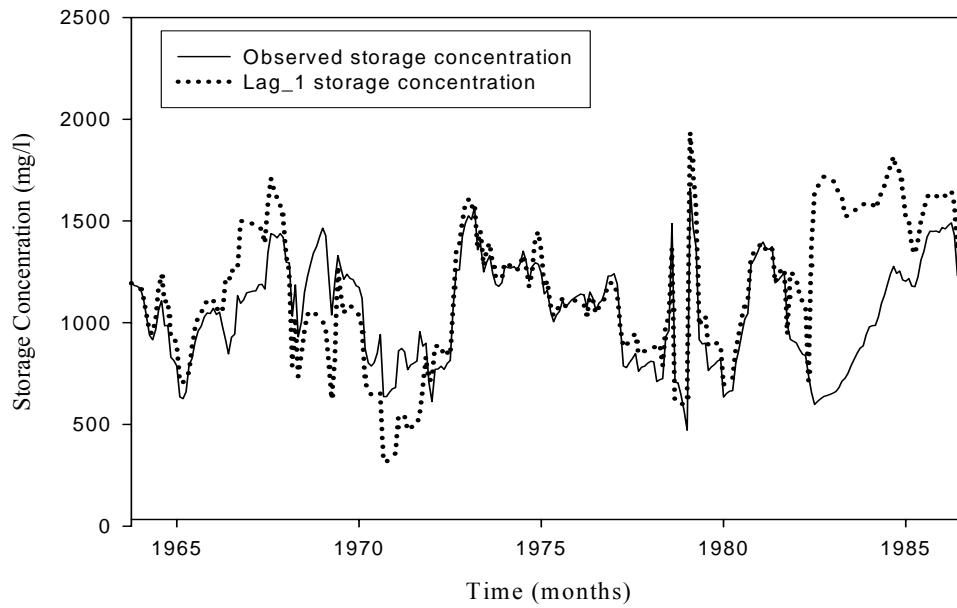 2500
2000
1500
1000
500
0
Storage Concentration (mg/l)
Observed storage concentration
Lag_1 storage concentration
1965
1970
1975
1980
1985
Time (months)